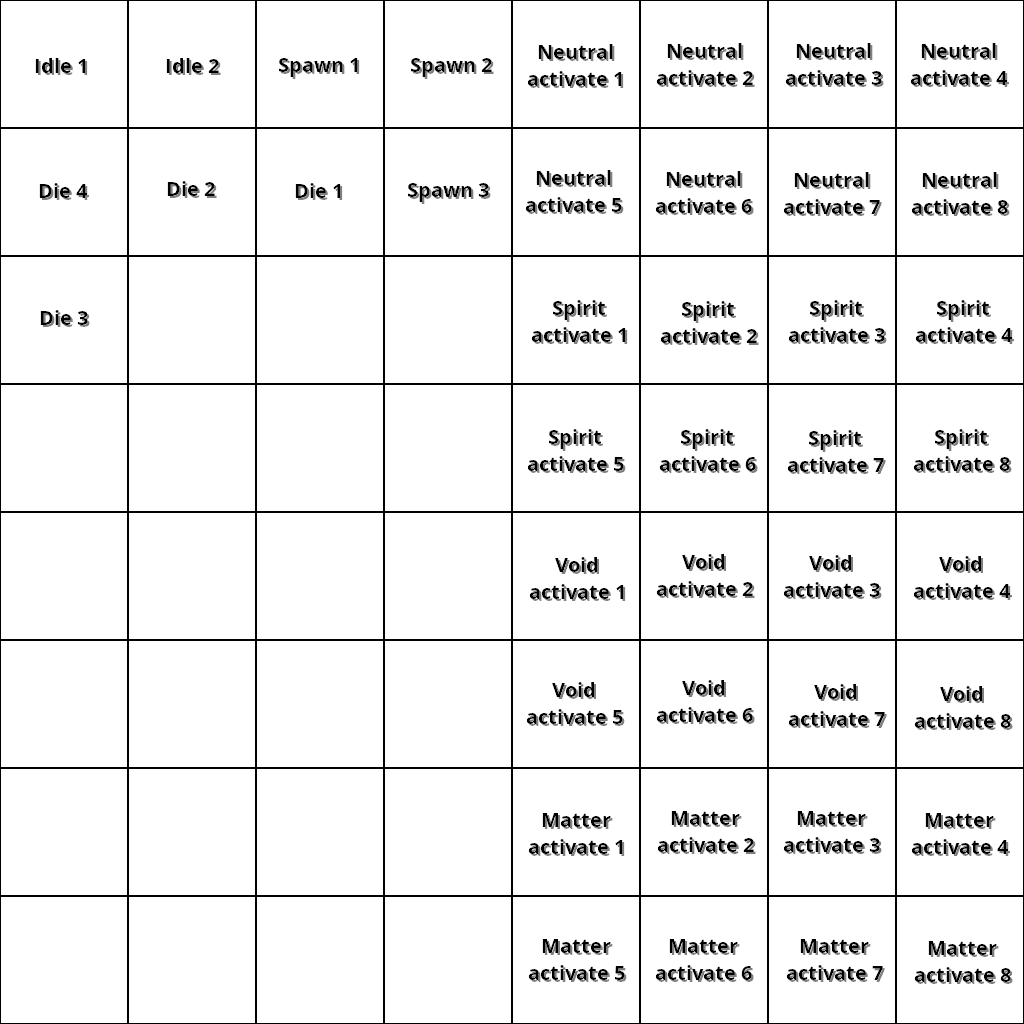 Idle 1
Idle 2
Spawn 1
Spawn 2
Neutral
activate 1
Neutral
activate 2
Neutral
activate 3
Neutral
activate 4
Die 4
Die 2
Die 1
Spawn 3
Neutral
activate 5
Neutral
activate 6
Neutral
activate 7
Neutral
activate 8
Die 3
Spirit
activate 1
Spirit
activate 2
Spirit
activate 3
Spirit
activate 4
Spirit
activate 5
Spirit
activate 6
Spirit
activate 7
Spirit
activate 8
Void
activate 1
Void
activate 2
Void
activate 3
Void
activate 4
Void
activate 5
Void
activate 6
Void
activate 7
Void
activate 8
Matter
activate 1
Matter
activate 2
Matter
activate 3
Matter
activate 4
Matter
activate 5
Matter
activate 6
Matter
activate 7
Matter
activate 8